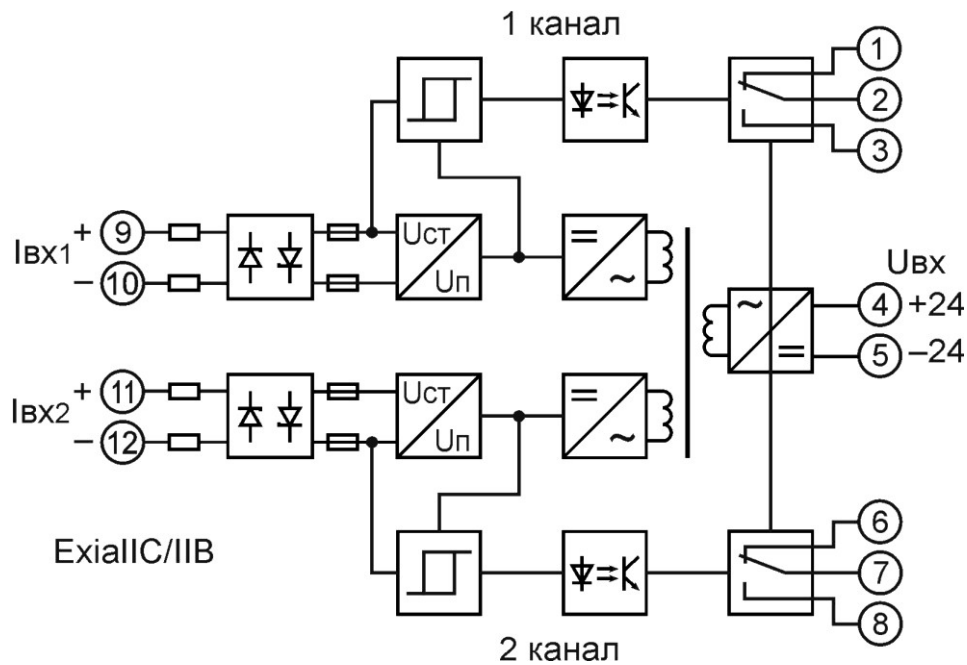 1 канал
1
2
3
Iвх1
+ 9
− 10
Uст
Uп
=
~
Uвх
4 +24
5 −24
~
=
Iвх2
+ 11
− 12
Uст
Uп
=
~
ExiaIIC/IIB
6
7
8
2 канал